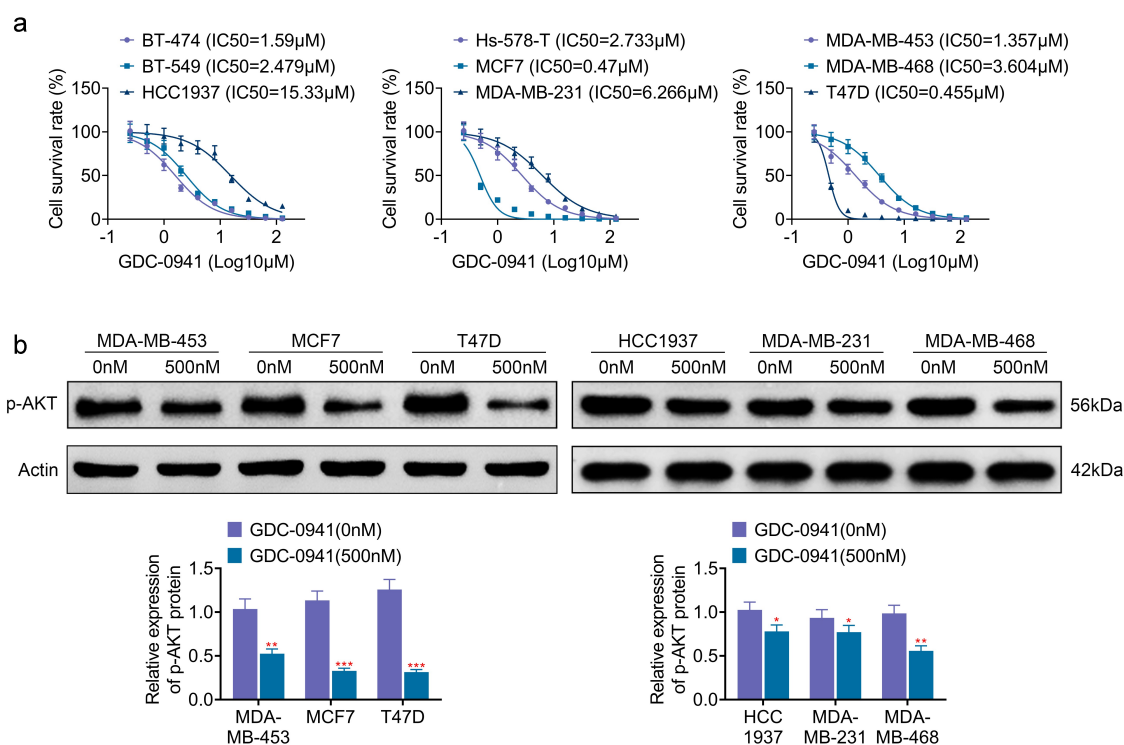 a
BT-474 (IC50=1.59μM)
BT-549 (IC50=2.479μM)
HCC1937 (IC50=15.33μM)
Cell survival rate (%)
150
100
50
0
-1 0 1 2
GDC-0941 (Log10μM)
Hs-578-T (IC50=2.733μM)
MCF7 (IC50=0.47μM)
MDA-MB-231 (IC50=6.266μM)
Cell survival rate (%)
150
100
50
0
-1 0 1 2
GDC-0941 (Log10μM)
MDA-MB-453 (IC50=1.357μM)
MDA-MB-468 (IC50=3.604μM)
T47D (IC50=0.455μM)
Cell survival rate (%)
150
100
50
0
-1 0 1 2
GDC-0941 (Log10μM)
b
MDA-MB-453 MCF7 T47D HCC1937 MDA-MB-231 MDA-MB-468
0nM 500nM 0nM 500nM 0nM 500nM 0nM 500nM 0nM 500nM 0nM 500nM
p-AKT 56kDa
Actin 42kDa
GDC-0941(0nM)
GDC-0941(500nM)
Relative expression
of p-AKT protein
1.5
1.0
0.5
0.0
** *** ***
MDA-
MB-453
MCF7
T47D
GDC-0941(0nM)
GDC-0941(500nM)
Relative expression
of p-AKT protein
1.5
1.0
0.5
0.0
* * **
HCC
1937
MDA-
MB-231
MDA-
MB-468